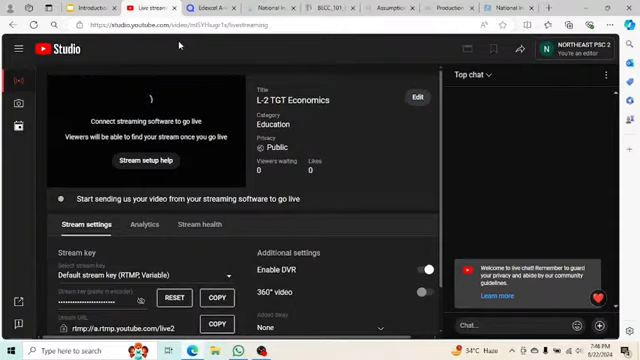 Introduction
Live stream
Edexcel A
National In
BECC_101
Assumption
Production
National In
https://studio.youtube.com/video/
/livestreaming
Studio
NORTHEAST PSC 2
You're an editor
Connect streaming software to go live
Viewers will be able to find your stream once you go live
Stream setup help
Title
L-2 TGT Economics
Edit
Category
Education
Privacy
Public
Viewers waiting
0
Likes
0
Start sending us your video from your streaming software to go live
Stream settings
Analytics
Stream health
Stream key
Select stream key
Default stream key (RTMP, Variable)
Stream key (paste in encoder)
RESET
COPY
Stream URL
rtmp://a.rtmp.youtube.com/live2
COPY
Additional settings
Enable DVR
360° video
Added delay
None
Top chat
Welcome to live chat! Remember to guard
your privacy and abide by our community
guidelines.
Learn more
Chat...
N
Type here to search
34°C Haze
7:46 PM
6/22/2024